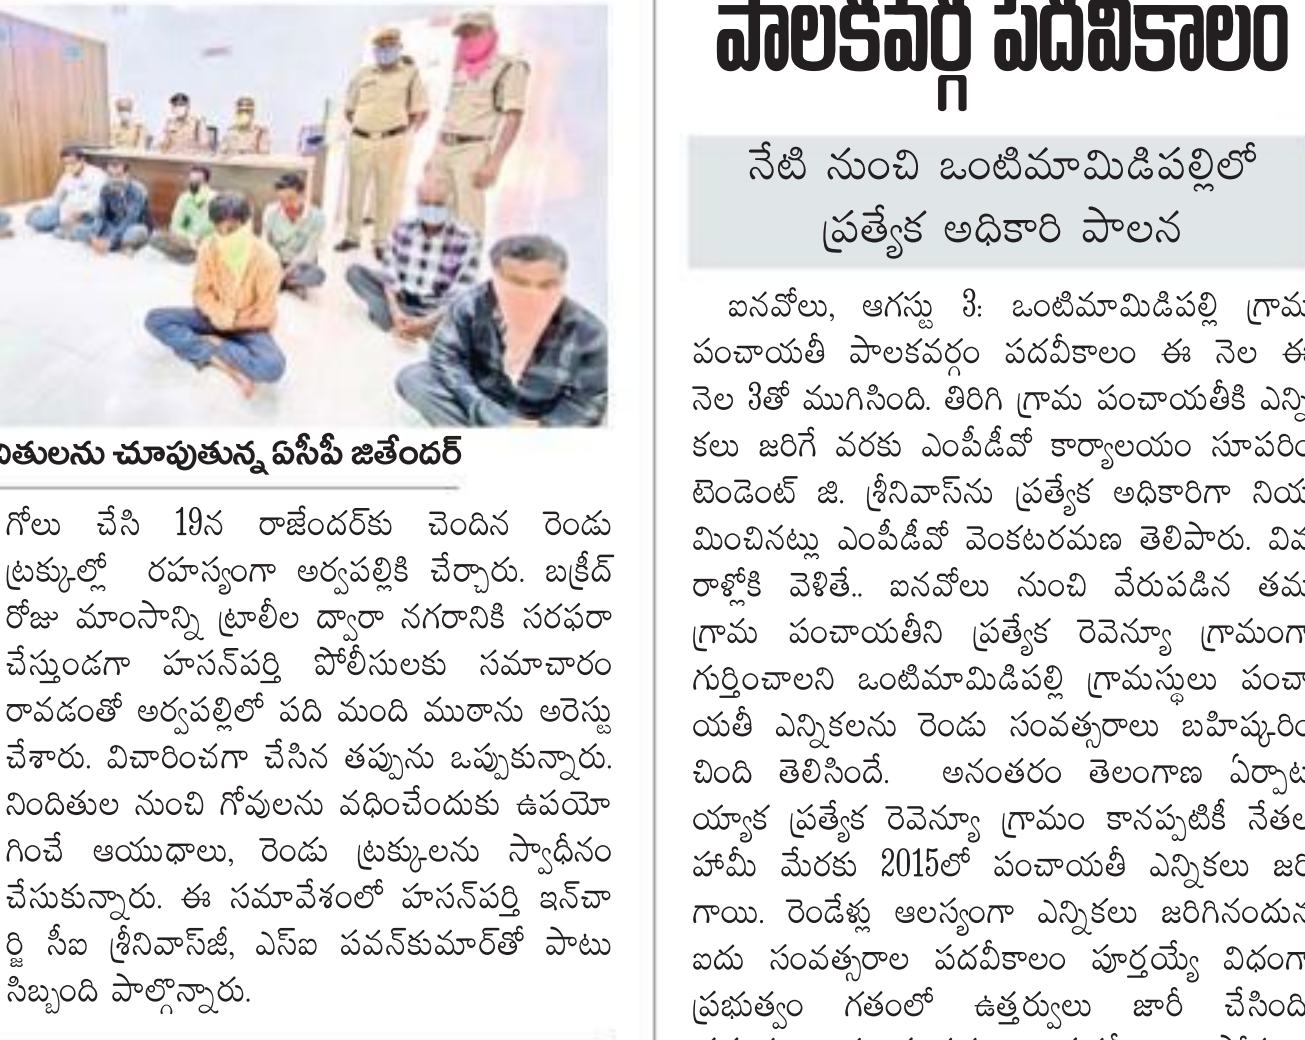 నితులను చూపుతున్న ఏసీపీ జితేందర్
గోలు చేసి 19న రాజేందర్‌కు చెందిన రెండు
ట్రక్కుల్లో రహస్యంగా అర్వపల్లికి చేర్చారు. బక్రీద్
రోజు మాంసాన్ని ట్రాలీల ద్వారా నగరానికి సరఫరా
చేస్తుండగా హసన్‌పర్తి పోలీసులకు సమాచారం
రావడంతో అర్వపల్లిలో పది మంది ముఠాను అరెస్టు
చేశారు. విచారించగా చేసిన తప్పును ఒప్పుకున్నారు.
నిందితుల నుంచి గోవులను వధించేందుకు ఉపయో
గించే ఆయుధాలు, రెండు ట్రక్కులను స్వాధీనం
చేసుకున్నారు. ఈ సమావేశంలో హసన్‌పర్తి ఇన్‌చా
ర్జి సీఐ శ్రీనివాస్‌జీ, ఎస్ఐ పవన్‌కుమార్‌తో పాటు
సిబ్బంది పాల్గొన్నారు.
పాలకవర్గ పదవీకాలం
నేటి నుంచి ఒంటిమామిడిపల్లిలో
ప్రత్యేక అధికారి పాలన
ఐనవోలు, ఆగస్టు 3: ఒంటిమామిడిపల్లి గ్రామ
పంచాయతీ పాలకవర్గం పదవీకాలం ఈ నెల ఈ
నెల 3తో ముగిసింది. తిరిగి గ్రామ పంచాయతీకి ఎన్ని
కలు జరిగే వరకు ఎంపీడీవో కార్యాలయం సూపరిం
టెండెంట్ జి. శ్రీనివాస్‌ను ప్రత్యేక అధికారిగా నియ
మించినట్లు ఎంపీడీవో వెంకటరమణ తెలిపారు. వివ
రాళ్లోకి వెళితే.. ఐనవోలు నుంచి వేరుపడిన తమ
గ్రామ పంచాయతీని ప్రత్యేక రెవెన్యూ గ్రామంగా
గుర్తించాలని ఒంటిమామిడిపల్లి గ్రామస్థులు పంచా
యతీ ఎన్నికలను రెండు సంవత్సరాలు బహిష్కరిం
చింది తెలిసిందే. అనంతరం తెలంగాణ ఏర్పాట
య్యాక ప్రత్యేక రెవెన్యూ గ్రామం కానప్పటికీ నేతల
హామీ మేరకు 2015లో పంచాయతీ ఎన్నికలు జరి
గాయి. రెండేళ్లు ఆలస్యంగా ఎన్నికలు జరిగినందున
ఐదు సంవత్సరాల పదవీకాలం పూర్తయ్యే విధంగా
ప్రభుత్వం గతంలో ఉత్తర్వులు జారీ చేసింది